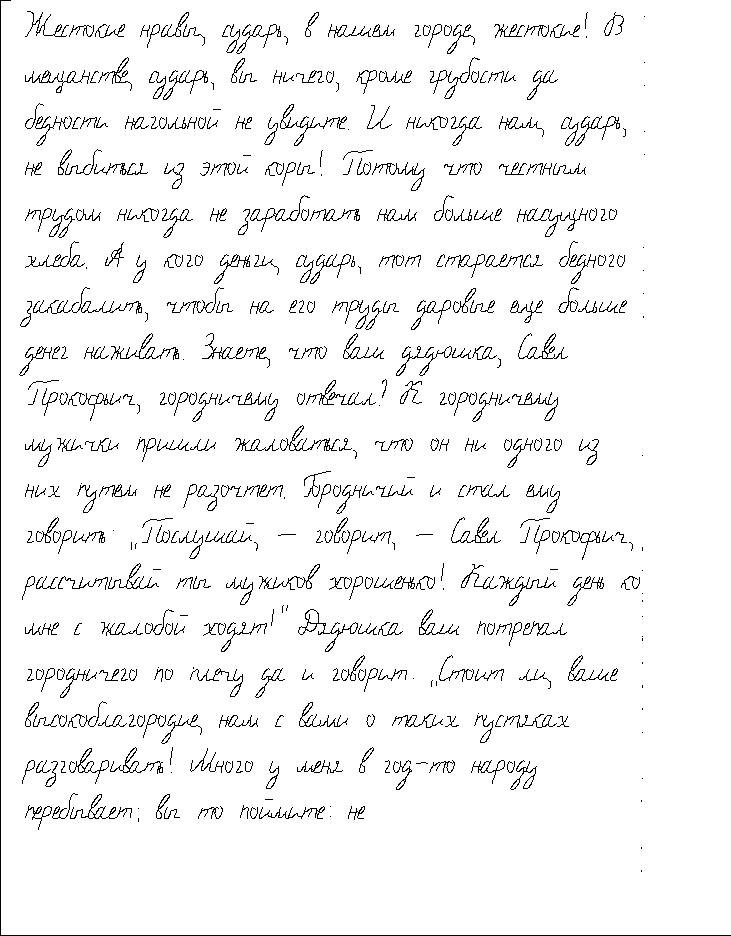 Жестокие нравы, сударь, в нашем городе, жестокие! В
мещанстве, сударь, вы ничего, кроме грубости да
бедности нагольной не увидите. И никогда нам, сударь,
не выбиться из этой коры! Потому что честным
трудом никогда не заработать нам больше насущного
хлеба. А у кого деньги, сударь, тот старается бедного
закабалить, чтобы на его труды даровые еще больше
денег наживать. Знаете, что ваш дядюшка, Савел
Прокофьич, городничему отвечал? К городничему
мужички пришли жаловаться, что он ни одного из
них путем не разочтет. Городничий и стал ему
говорить: „Послушай, — говорит, — Савел Прокофьич,
рассчитывай ты мужиков хорошенько! Каждый день ко
мне с жалобой ходят!" Дядюшка ваш потрепал
городничего по плечу да и говорит: „Стоит ли, ваше
высокоблагородие, нам с вами о таких пустяках
разговаривать! Много у меня в год-то народу
перебывает; вы то поймите: не